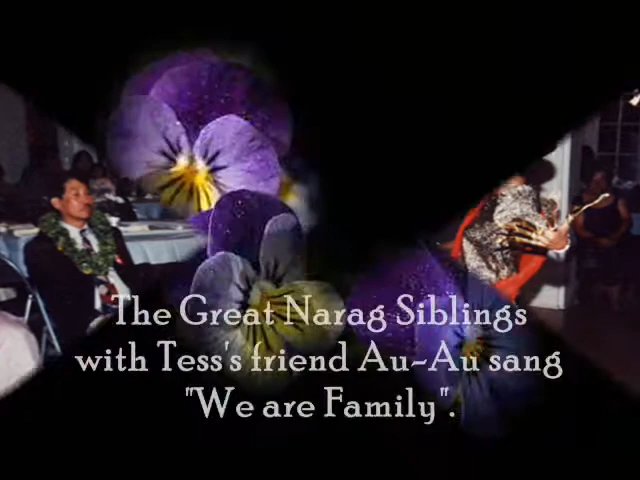 The Great Narag Siblings
with Tess's friend Au-Au sang
"We are Family".